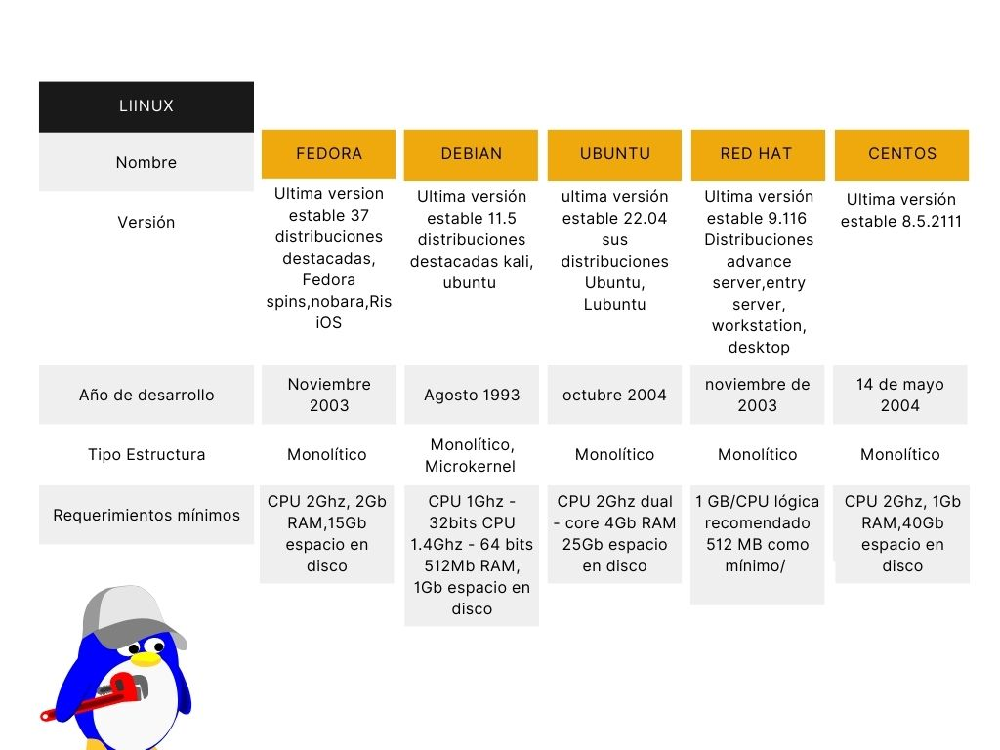 LIINUX
Nombre
FEDORA
DEBIAN
UBUNTU
RED HAT
CENTOS
Versión
Ultima version
estable 37
distribuciones
destacadas,
Fedora
spins,nobara,Ris
iOS
Ultima versión
estable 11.5
distribuciones
destacadas kali,
ubuntu
ultima versión
estable 22.04
sus
distribuciones
Ubuntu,
Lubuntu
Ultima versión
estable 9.116
Distribuciones
advance
server,entry
server,
workstation,
desktop
Ultima versión
estable 8.5.2111
Año de desarrollo
Noviembre
2003
Agosto 1993
octubre 2004
noviembre de
2003
14 de mayo
2004
Tipo Estructura
Monolítico
Monolítico,
Microkernel
Monolítico
Monolítico
Monolítico
Requerimientos mínimos
CPU 2Ghz, 2Gb
RAM,15Gb
espacio en
disco
CPU 1Ghz -
32bits CPU
1.4Ghz - 64 bits
512Mb RAM,
1Gb espacio en
disco
CPU 2Ghz dual
- core 4Gb RAM
25Gb espacio
en disco
1 GB/CPU lógica
recomendado
512 MB como
mínimo/
CPU 2Ghz, 1Gb
RAM,40Gb
espacio en
disco